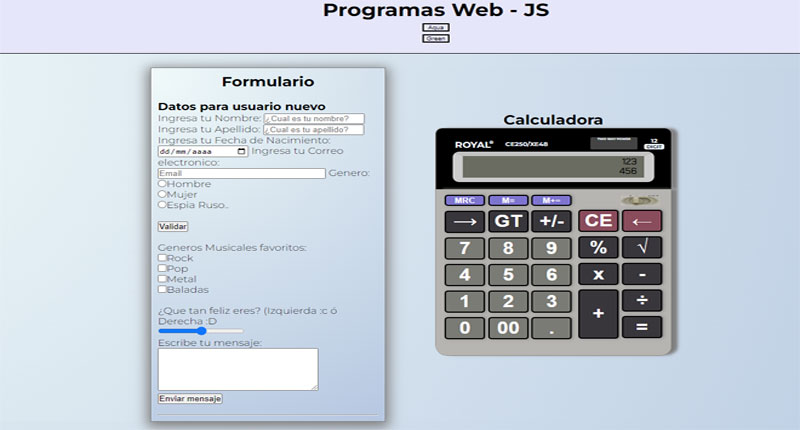 Programas Web - JS
Aqua
Green
Formulario
Datos para usuario nuevo
Ingresa tu Nombre: ¿Cual es tu nombre?
Ingresa tu Apellido: ¿Cual es tu apellido?
Ingresa tu Fecha de Nacimiento:
dd/mm/aaaa Ingresa tu Correo
electronico:
Email Genero:
Hombre
Mujer
Espia Ruso..
Validar
Generos Musicales favoritos:
Rock
Pop
Metal
Baladas
¿Que tan feliz eres? (Izquierda :c ó
Derecha :D
Escribe tu mensaje:
Enviar mensaje
Calculadora
ROYAL® CE250/XE48 12
DIGIT
123
456
MRC M= M+=
→ GT +/- CE ←
7 8 9 % √
4 5 6 x -
1 2 3 + ÷
0 00 . =